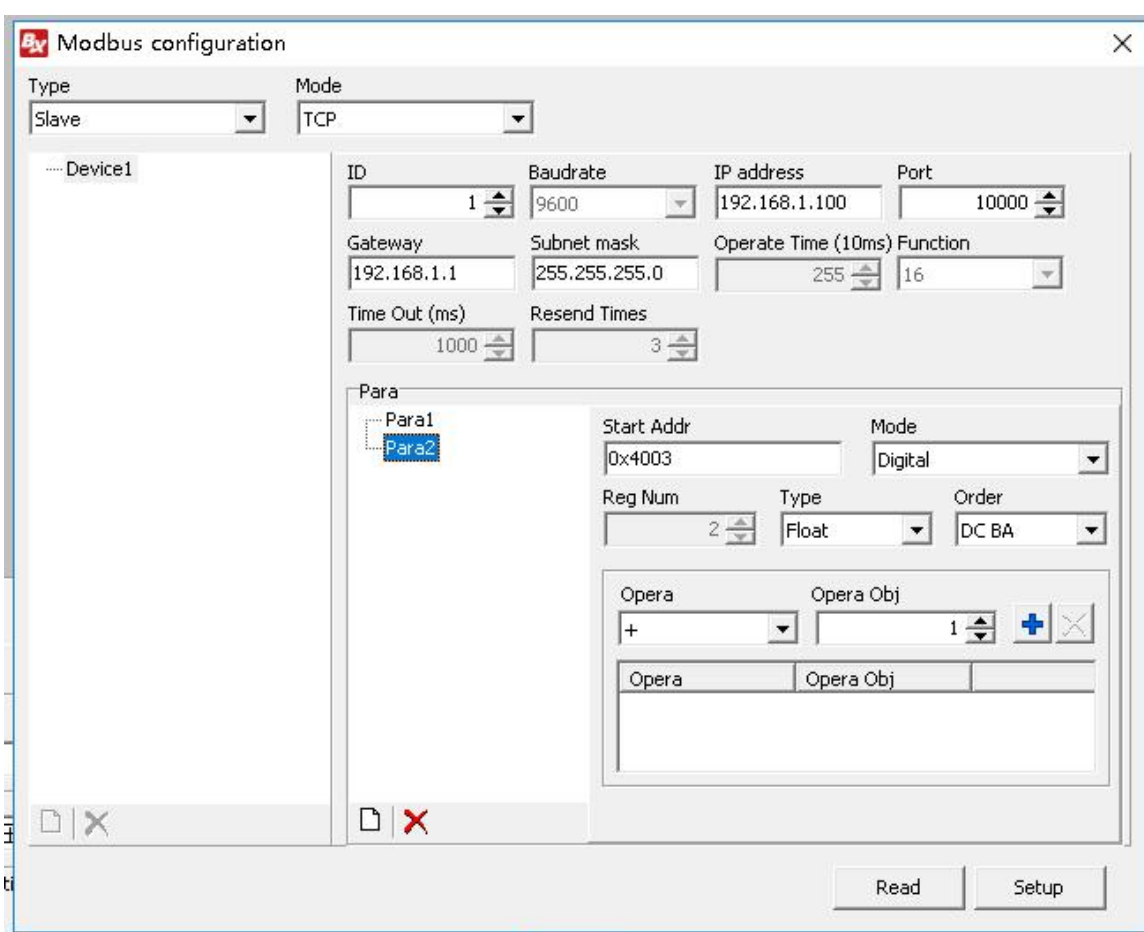 BX Modbus configuration
Type Mode
Slave TCP
Device1
ID Baudrate IP address Port
1 9600 192.168.1.100 10000
Gateway Subnet mask Operate Time (10ms) Function
192.168.1.1 255.255.255.0 255 16
Time Out (ms) Resend Times
1000 3
Para
Para1
Para2
Start Addr Mode
0x4003 Digital
Reg Num Type Order
2 Float DC BA
Opera Opera Obj
+ 1
Opera Opera Obj
Read Setup